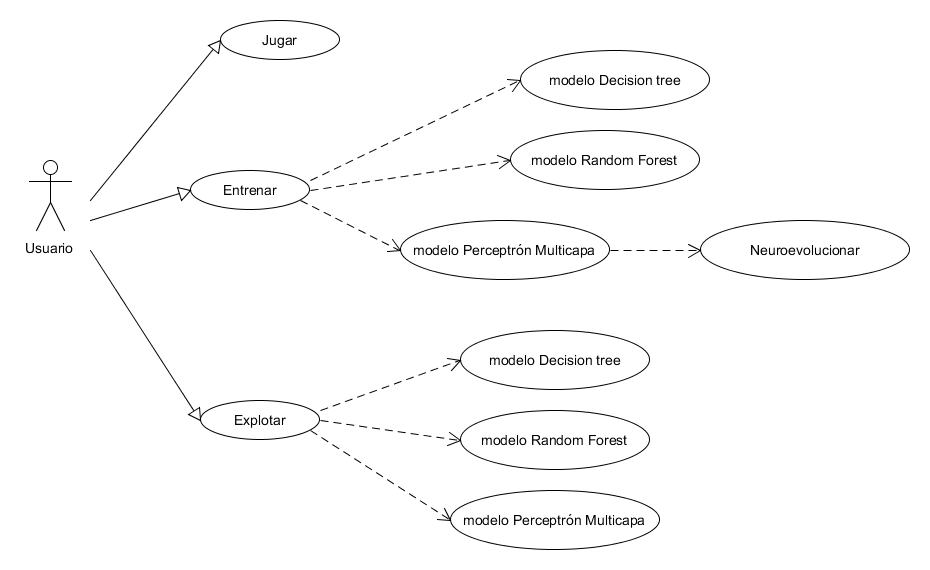 Jugar
modelo Decision tree
modelo Random Forest
Entrenar
Usuario
modelo Perceptrón Multicapa
Neuroevolucionar
modelo Decision tree
Explotar
modelo Random Forest
modelo Perceptrón Multicapa